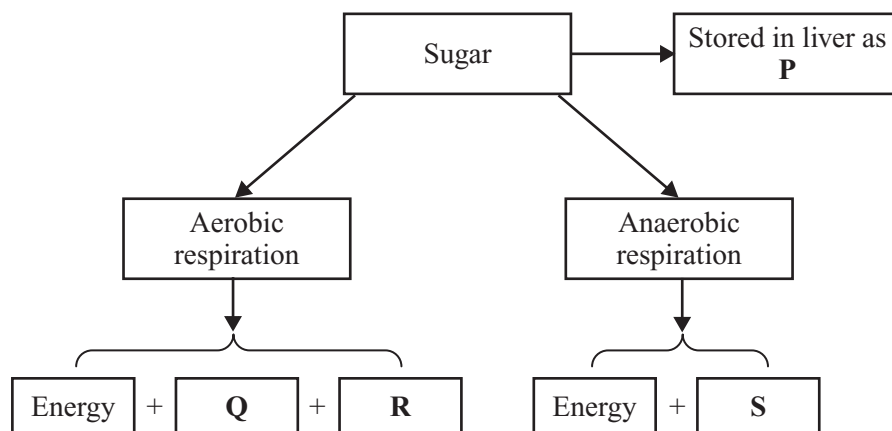 Sugar
Stored in liver as
P
Aerobic
respiration
Anaerobic
respiration
Energy + Q + R
Energy + S